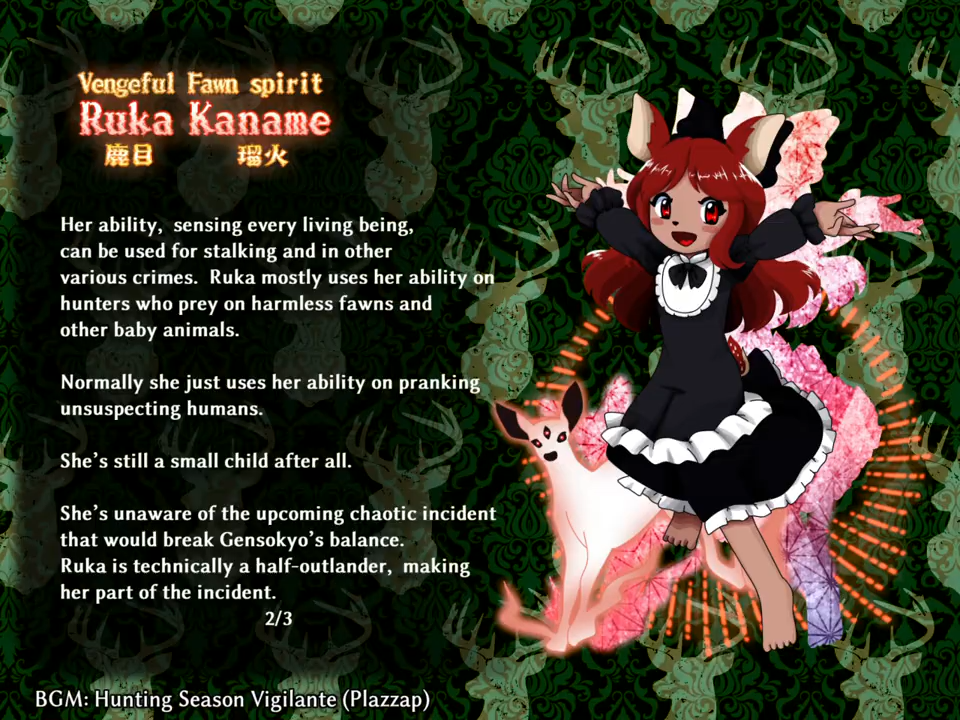 Vengeful Fawn spirit
Ruka Kaname
鹿目 瑠火
Her ability, sensing every living being,
can be used for stalking and in other
various crimes. Ruka mostly uses her ability on
hunters who prey on harmless fawns and
other baby animals.
Normally she just uses her ability on pranking
unsuspecting humans.
She's still a small child after all.
She's unaware of the upcoming chaotic incident
that would break Gensokyo's balance.
Ruka is technically a half-outlander, making
her part of the incident.
2/3
BGM: Hunting Season Vigilante (Plazzap)